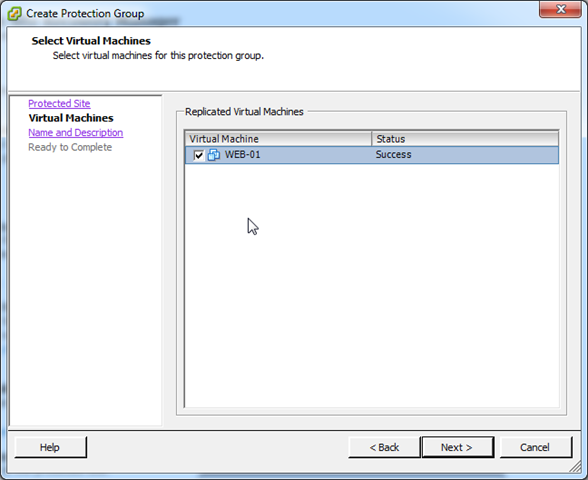 Create Protection Group
Select Virtual Machines
Select virtual machines for this protection group.
Protected Site
Virtual Machines
Name and Description
Ready to Complete
Replicated Virtual Machines
Virtual Machine Status
WEB-01 Success
Help < Back Next > Cancel